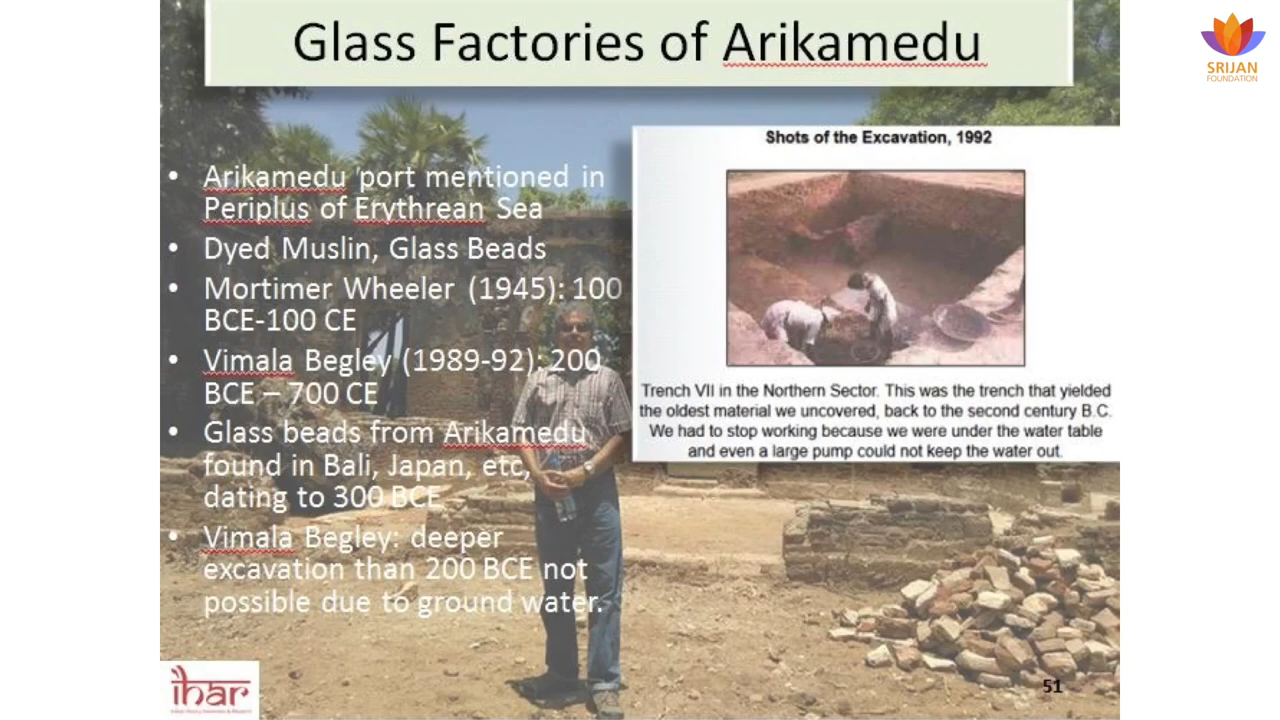 Glass Factories of Arikamedu
SRIJAN
FOUNDATION
• Arikamedu port mentioned in
Periplus of Erythrean Sea
• Dyed Muslin, Glass Beads
• Mortimer Wheeler (1945): 100
BCE-100 CE
• Vimala Begley (1989-92): 200
BCE – 700 CE
• Glass beads from Arikamedu
found in Bali, Japan, etc,
dating to 300 BCE
• Vimala Begley: deeper
excavation than 200 BCE not
possible due to ground water.
Shots of the Excavation, 1992
Trench VII in the Northern Sector. This was the trench that yielded
the oldest material we uncovered, back to the second century B.C.
We had to stop working because we were under the water table
and even a large pump could not keep the water out.
ihar
51